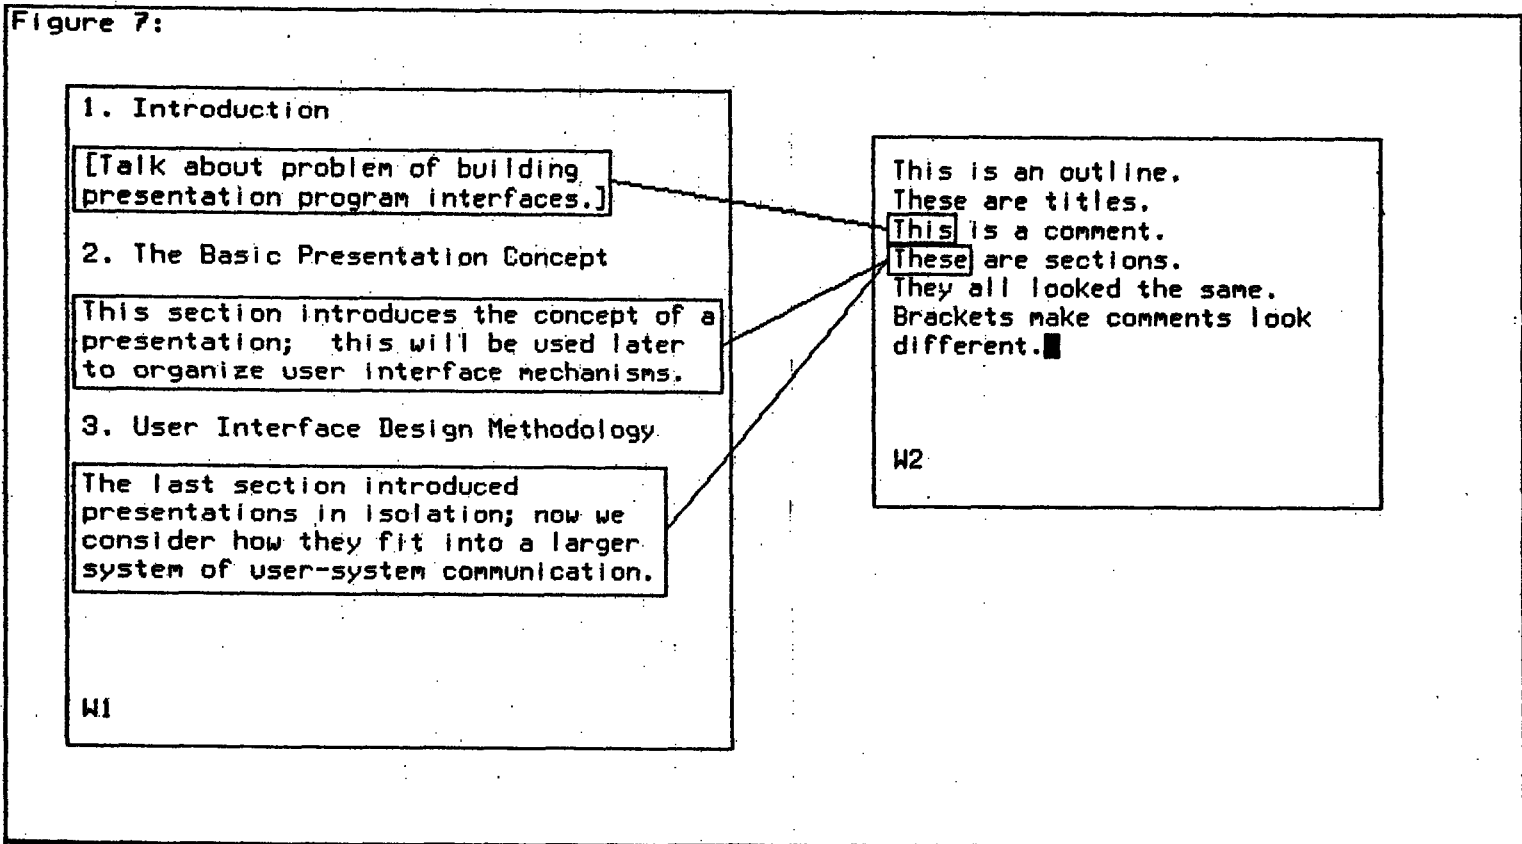 Figure 7:
1. Introduction
[Talk about problem of building
presentation program interfaces.]
2. The Basic Presentation Concept
This section introduces the concept of a
presentation;  this will be used later
to organize user interface mechanisms.
3. User Interface Design Methodology
The last section introduced
presentations in isolation; now we
consider how they fit into a larger
system of user-system communication.
W1
This is an outline.
These are titles.
This is a comment.
These are sections.
They all looked the same.
Brackets make comments look
different.
W2